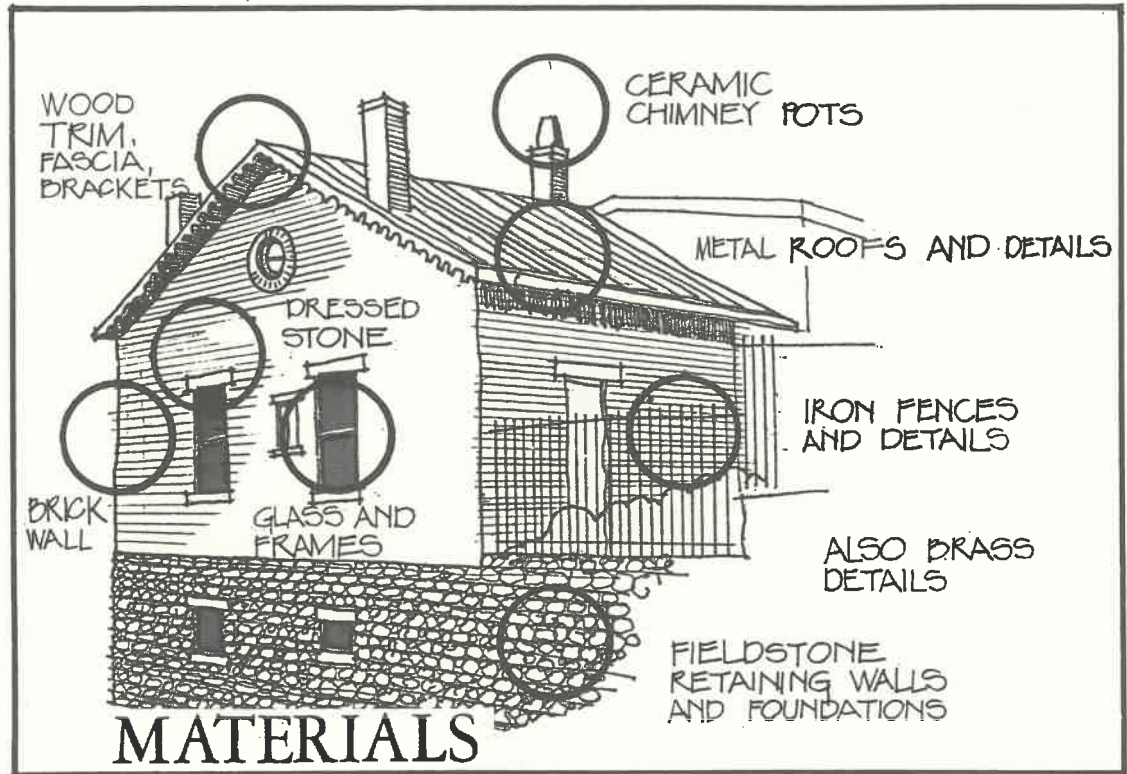 WOOD
TRIM,
FASCIA,
BRACKETS
CERAMIC
CHIMNEY POTS
METAL ROOFS AND DETAILS
DRESSED
STONE
IRON FENCES
AND DETAILS
BRICK
WALL
GLASS AND
FRAMES
ALSO BRASS
DETAILS
FIELDSTONE
RETAINING WALLS
AND FOUNDATIONS
MATERIALS